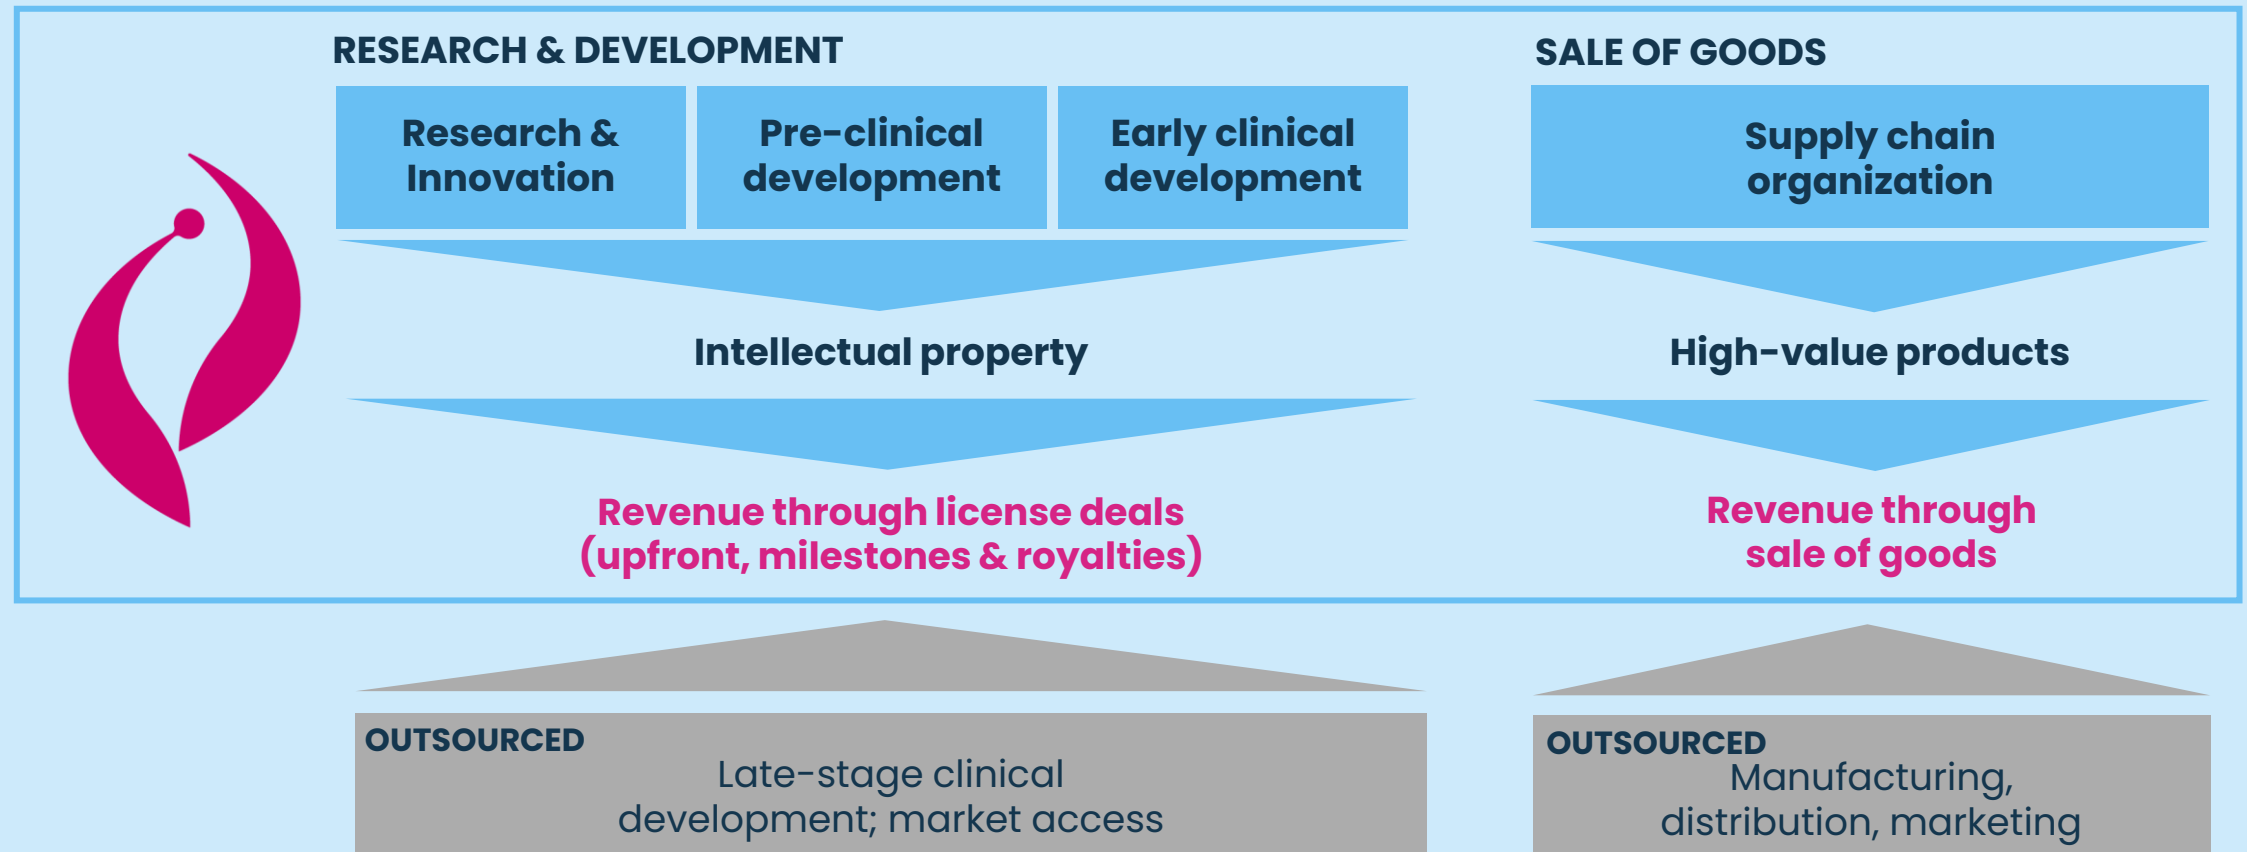 RESEARCH & DEVELOPMENT
Research &
Innovation
Pre-clinical
development
Early clinical
development
Intellectual property
Revenue through license deals
(upfront, milestones & royalties)
OUTSOURCED
Late-stage clinical
development; market access
SALE OF GOODS
Supply chain
organization
High-value products
Revenue through
sale of goods
OUTSOURCED
Manufacturing,
distribution, marketing